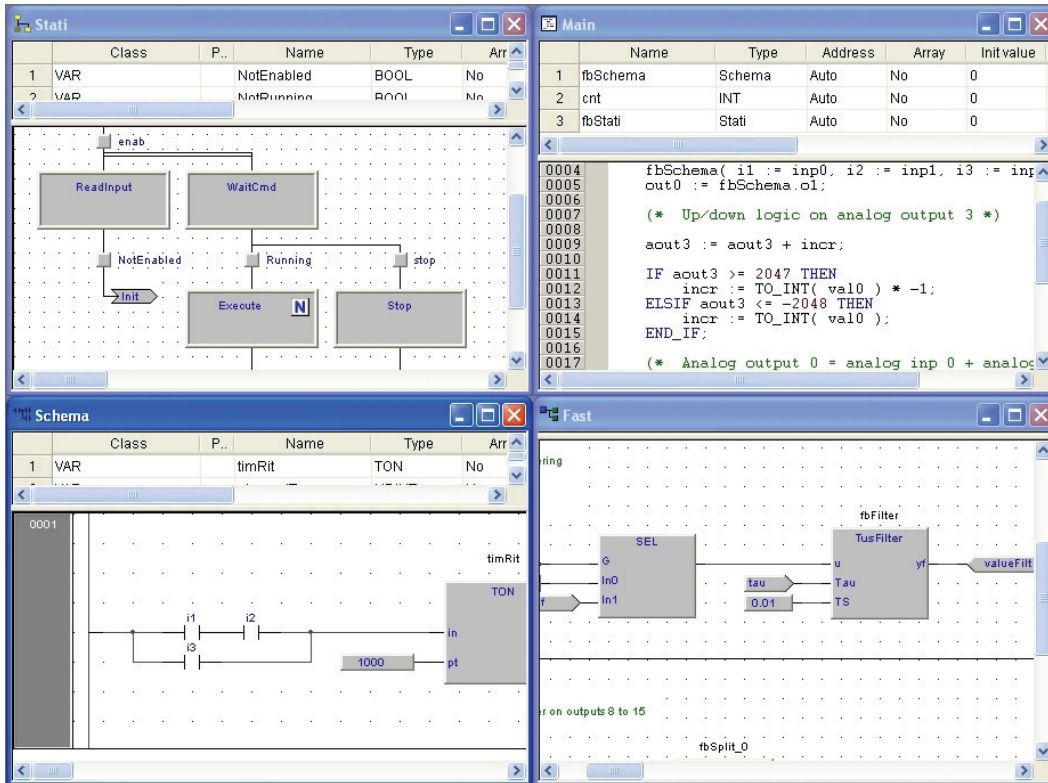 Stati
Class P.. Name Type Arr
1 VAR NotEnabled BOOL No
2 VAR NotRunning BOOL No
enab
ReadInput WaitCmd
NotEnabled Running stop
Init
Execute N Stop
Main
Name Type Address Array Init value
1 fbSchema Schema Auto No 0
2 cnt INT Auto No 0
3 fbStati Stati Auto No 0
0004 fbSchema( i1 := inp0, i2 := inp1, i3 := inp
0005 out0 := fbSchema.o1;
0006
0007 (* Up/down logic on analog output 3 *)
0008
0009 aout3 := aout3 + incr;
0010
0011 IF aout3 >= 2047 THEN
0012 incr := TO_INT( val0 ) * -1;
0013 ELSIF aout3 <= -2048 THEN
0014 incr := TO_INT( val0 );
0015 END_IF;
0016
0017 (* Analog output 0 = analog inp 0 + analog
Schema
Class P.. Name Type Arr
1 VAR timRit TON No
0001
timRit
TON
i1 i2
in
i3
1000 pt
Fast
ering
fbFilter
SEL TusFilter
G u yf valueFilt
In0 tau Tau
f In1 0.01 TS
er on outputs 8 to 15
fbSplit_0